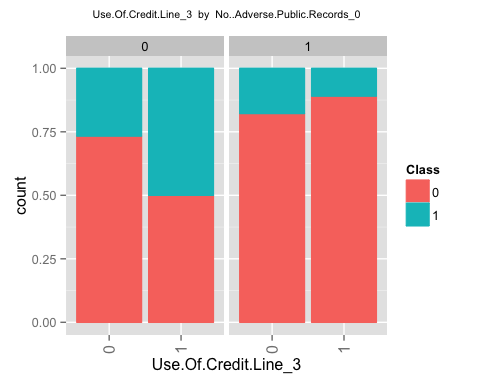 Use.Of.Credit.Line_3 by No..Adverse.Public.Records_0
0 1
1.00
0.75
0.50
0.25
0.00
count
0 1 0 1
Use.Of.Credit.Line_3
Class
0
1